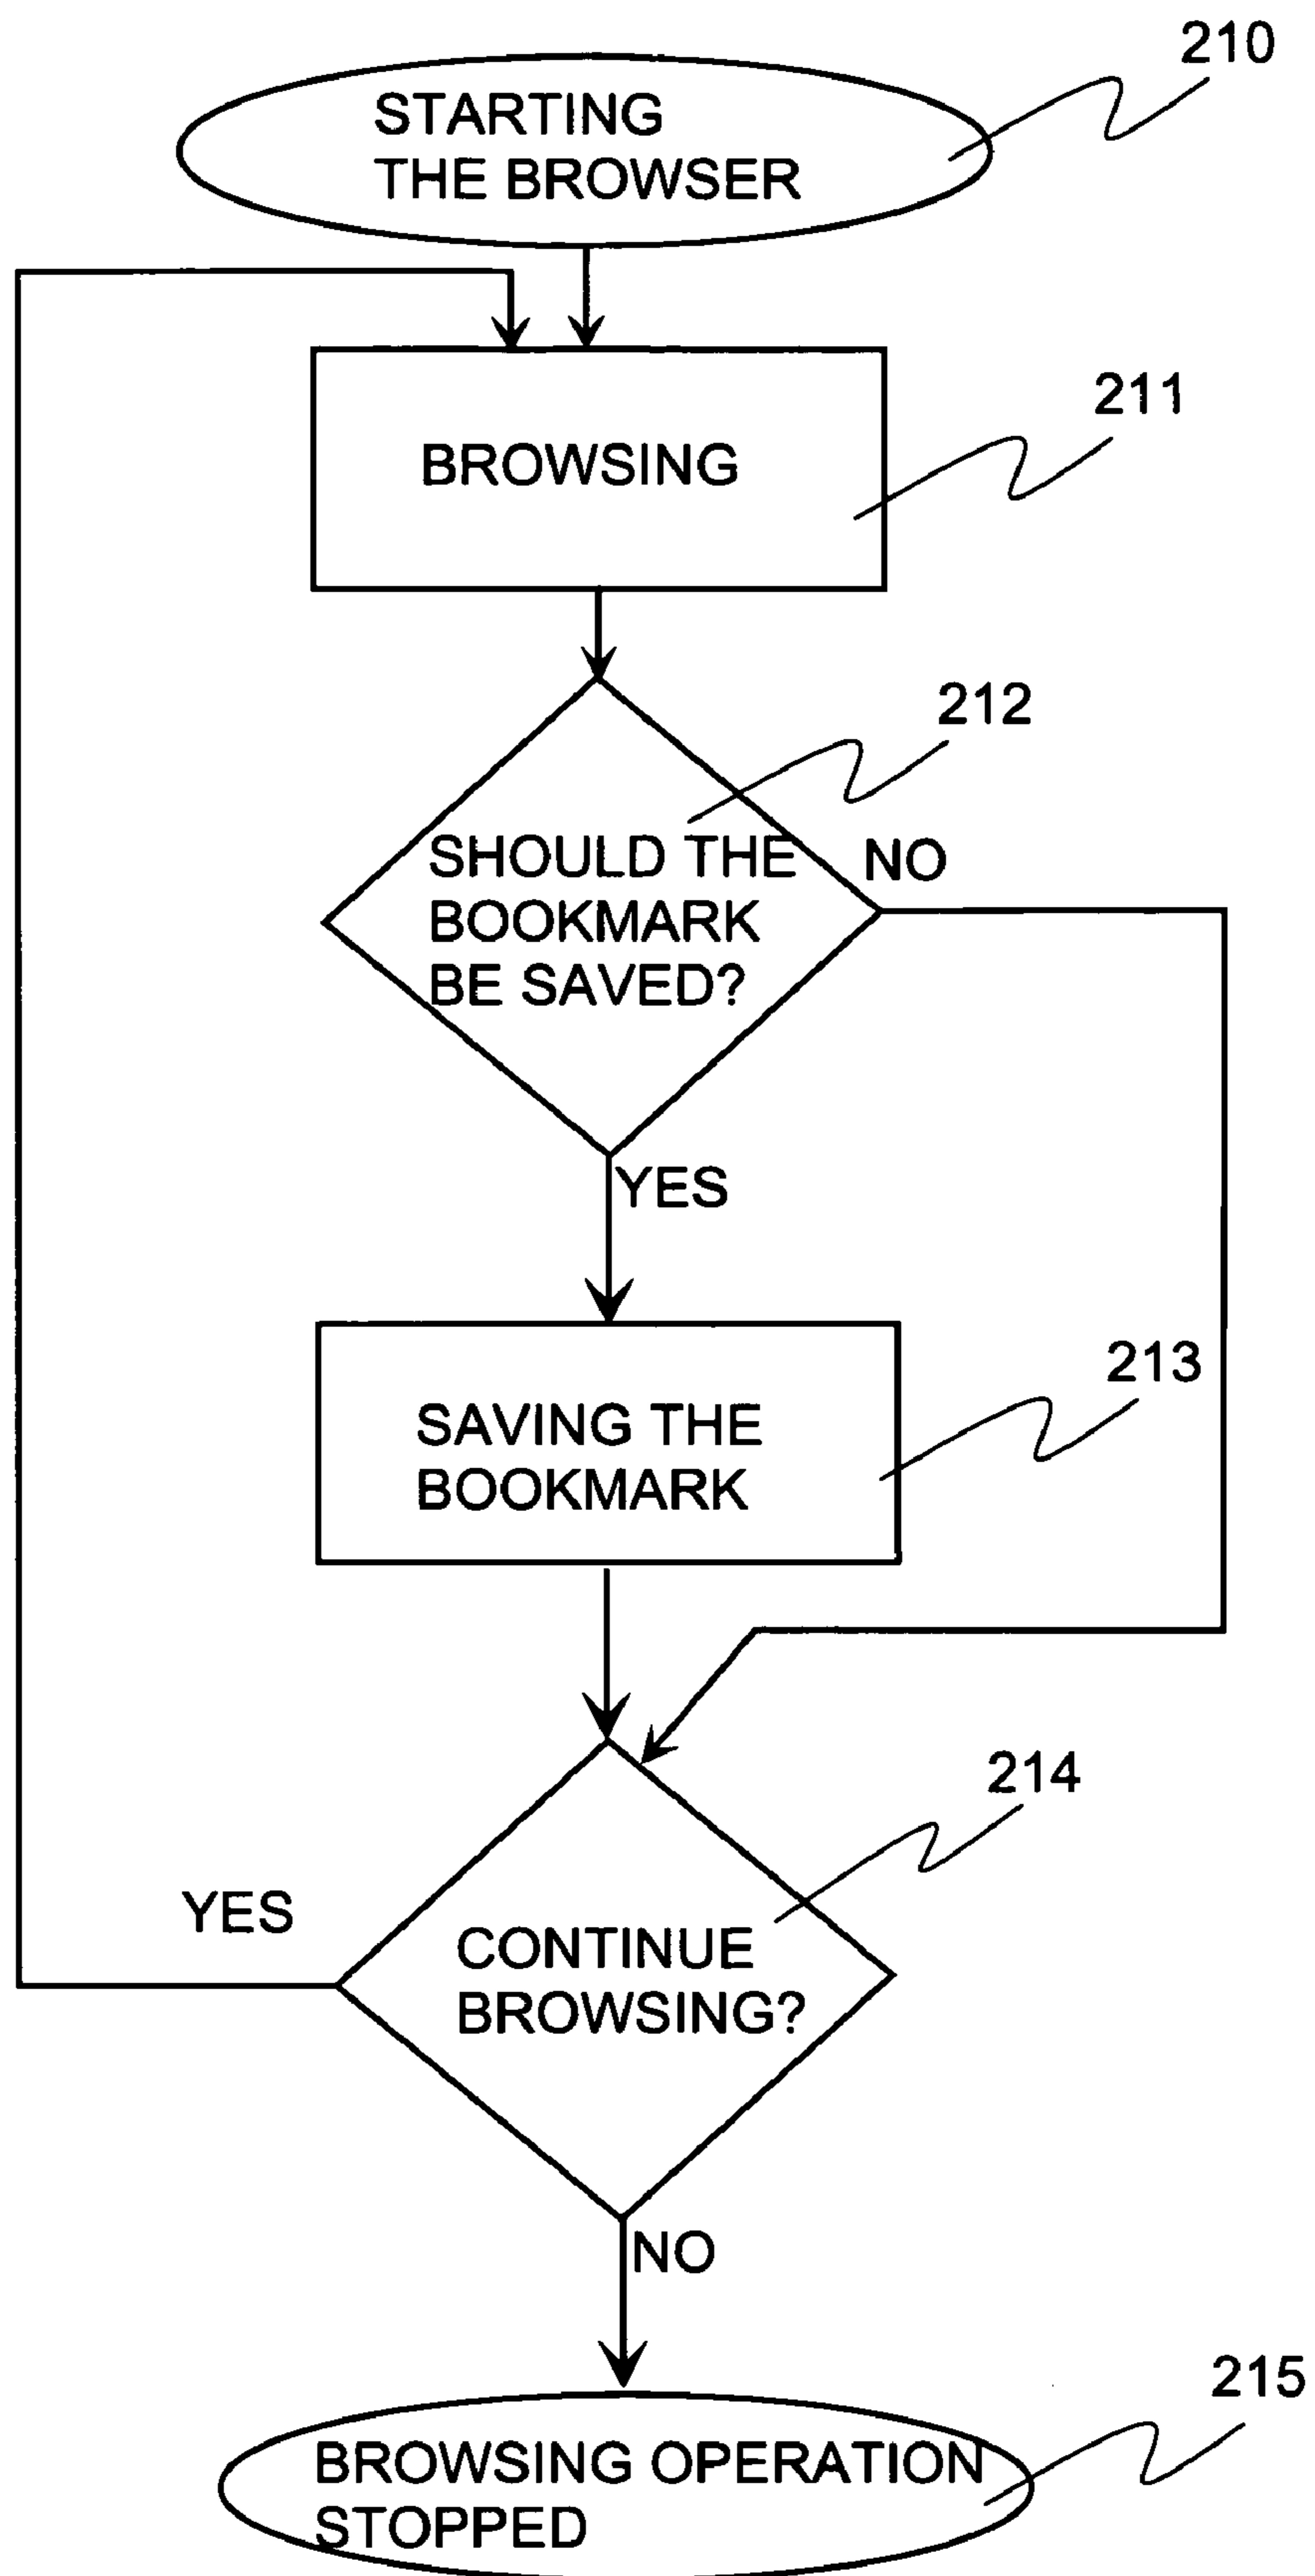 210
STARTING
THE BROWSER
211
BROWSING
212
SHOULD THE
BOOKMARK
BE SAVED?
NO
YES
213
SAVING THE
BOOKMARK
214
YES
CONTINUE
BROWSING?
NO
215
BROWSING OPERATION
STOPPED